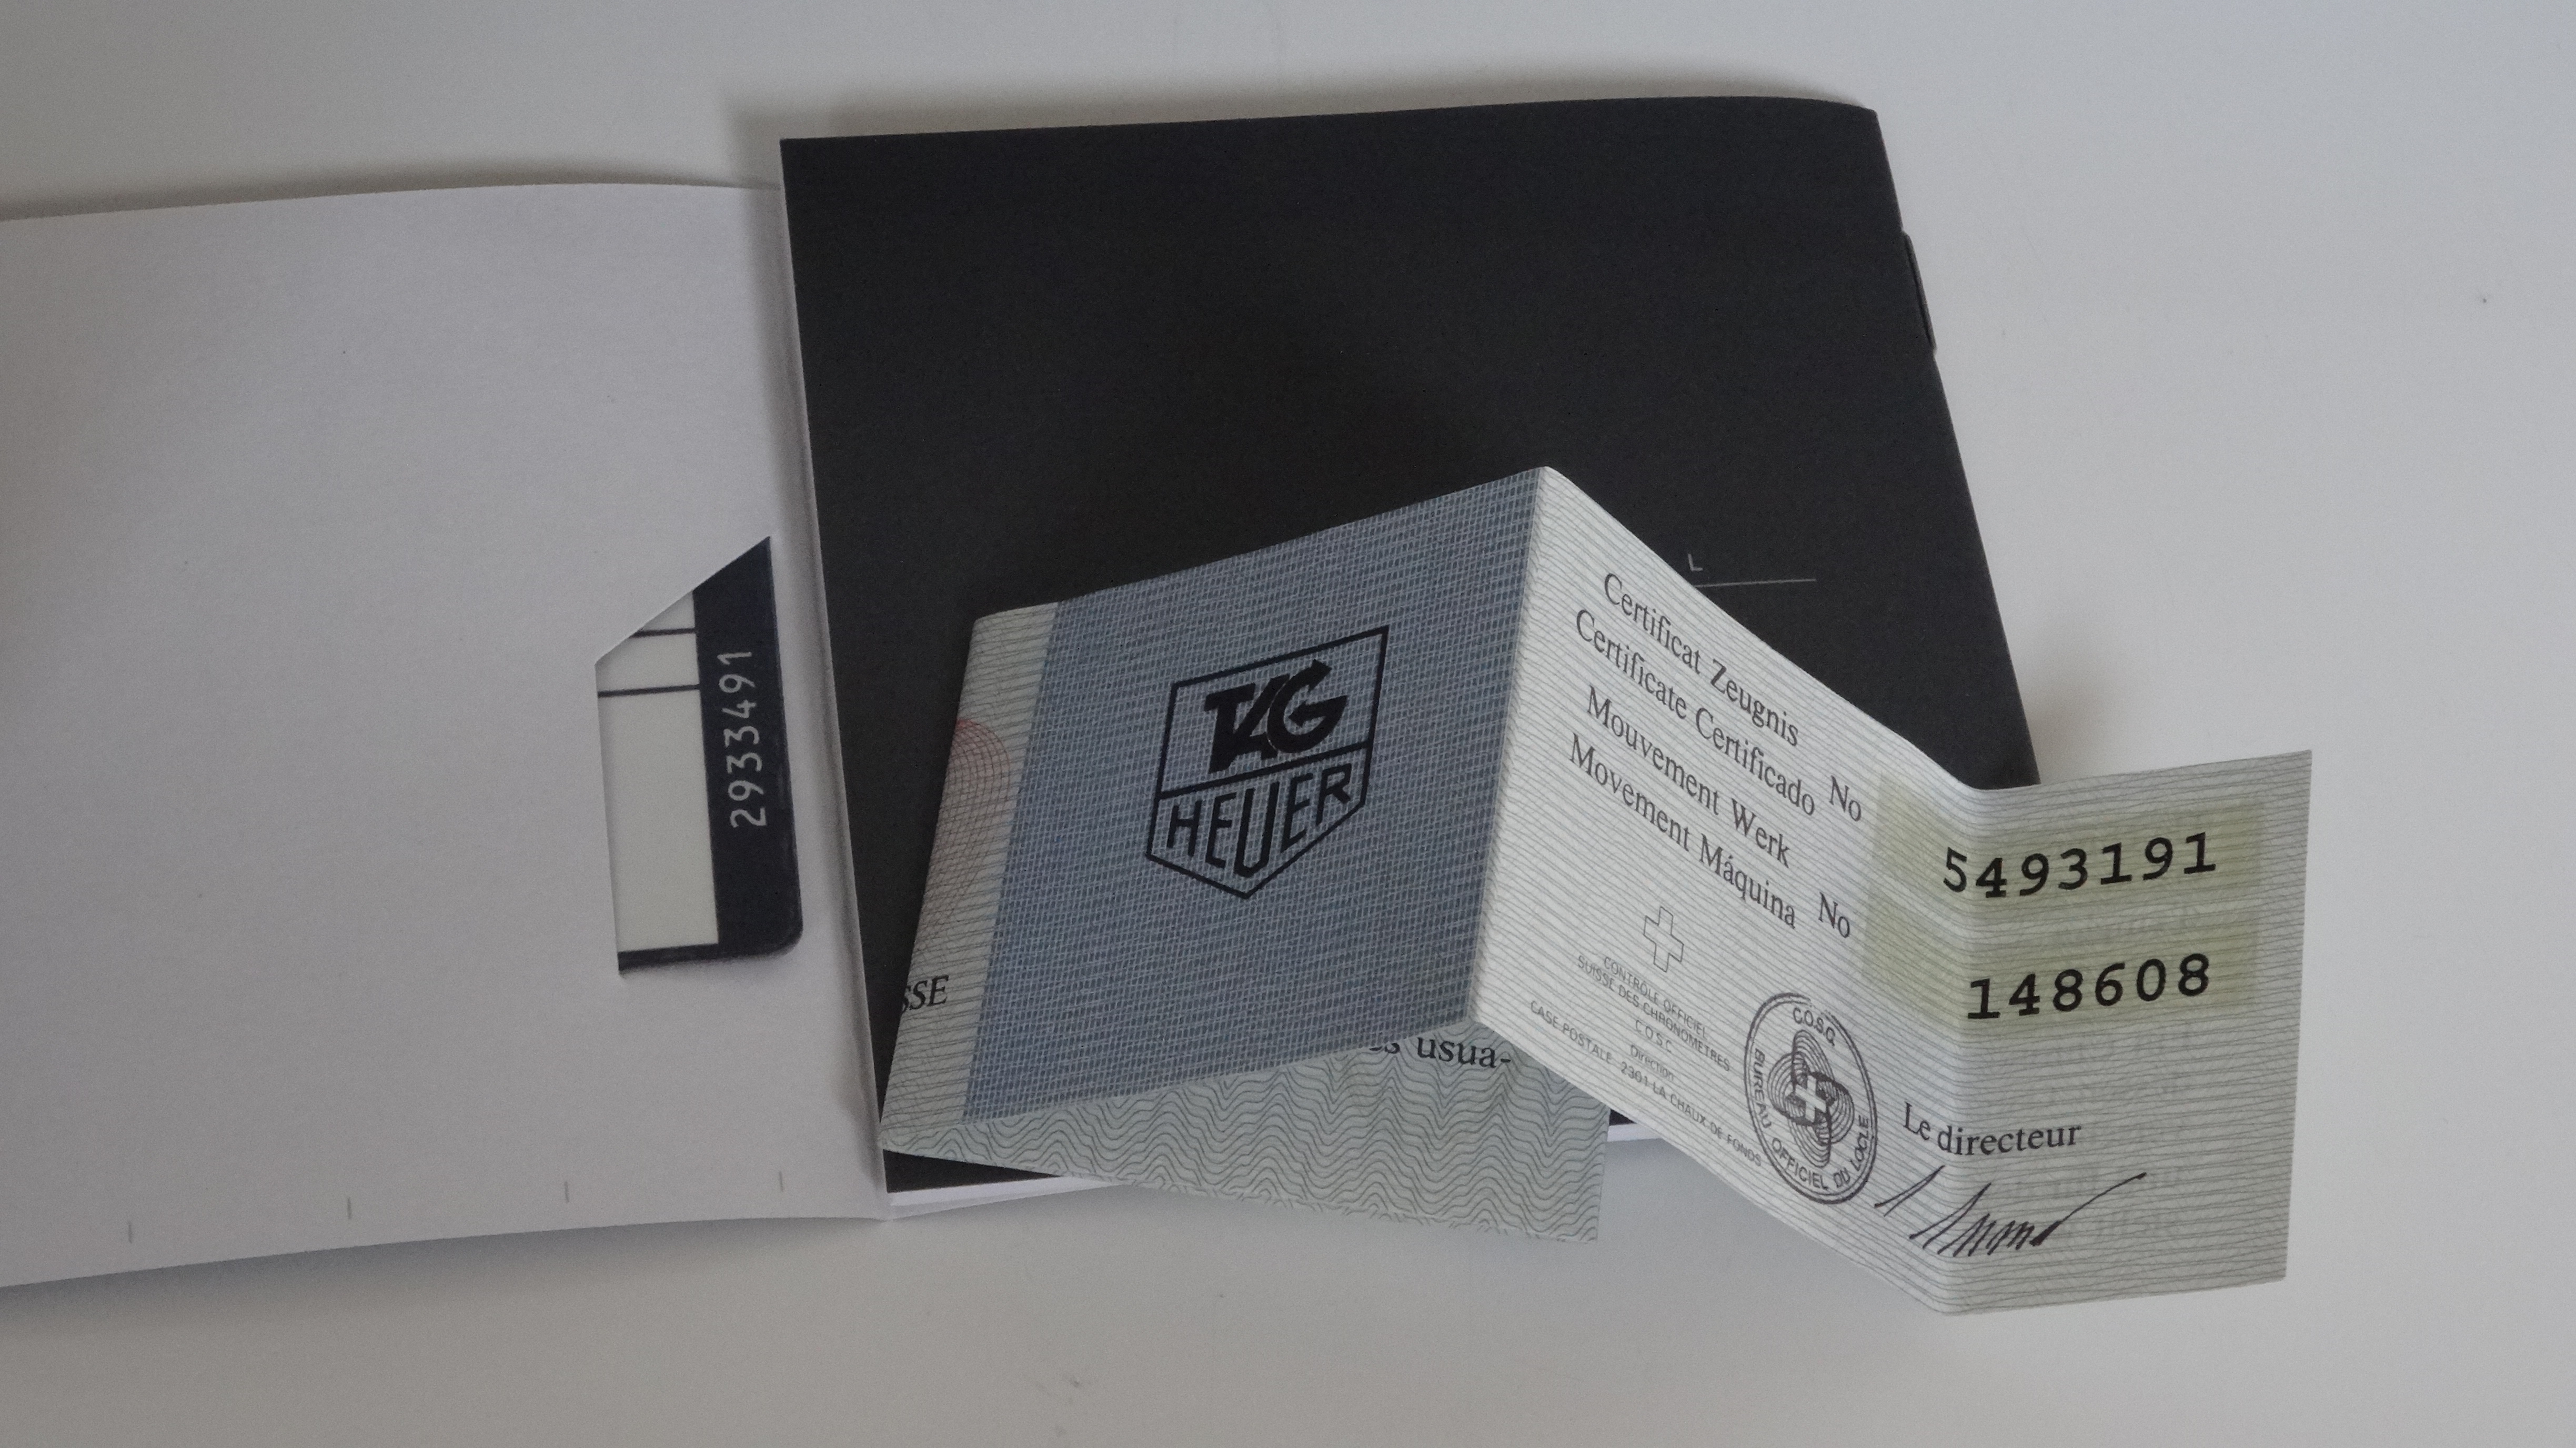 2933491
L
TAG
HEUER
SSE
es usua-
Certificat Zeugnis
Certificate Certificado No 5493191
Mouvement Werk
Movement Máquina No 148608
CONTRÔLE OFFICIEL
SUISSE DES CHRONOMÈTRES
C.O.S.C.
Direction
CASE POSTALE 2301 LA CHAUX DE FONDS
C.O.S.C.
BUREAU OFFICIEL DU LOCLE
Le directeur